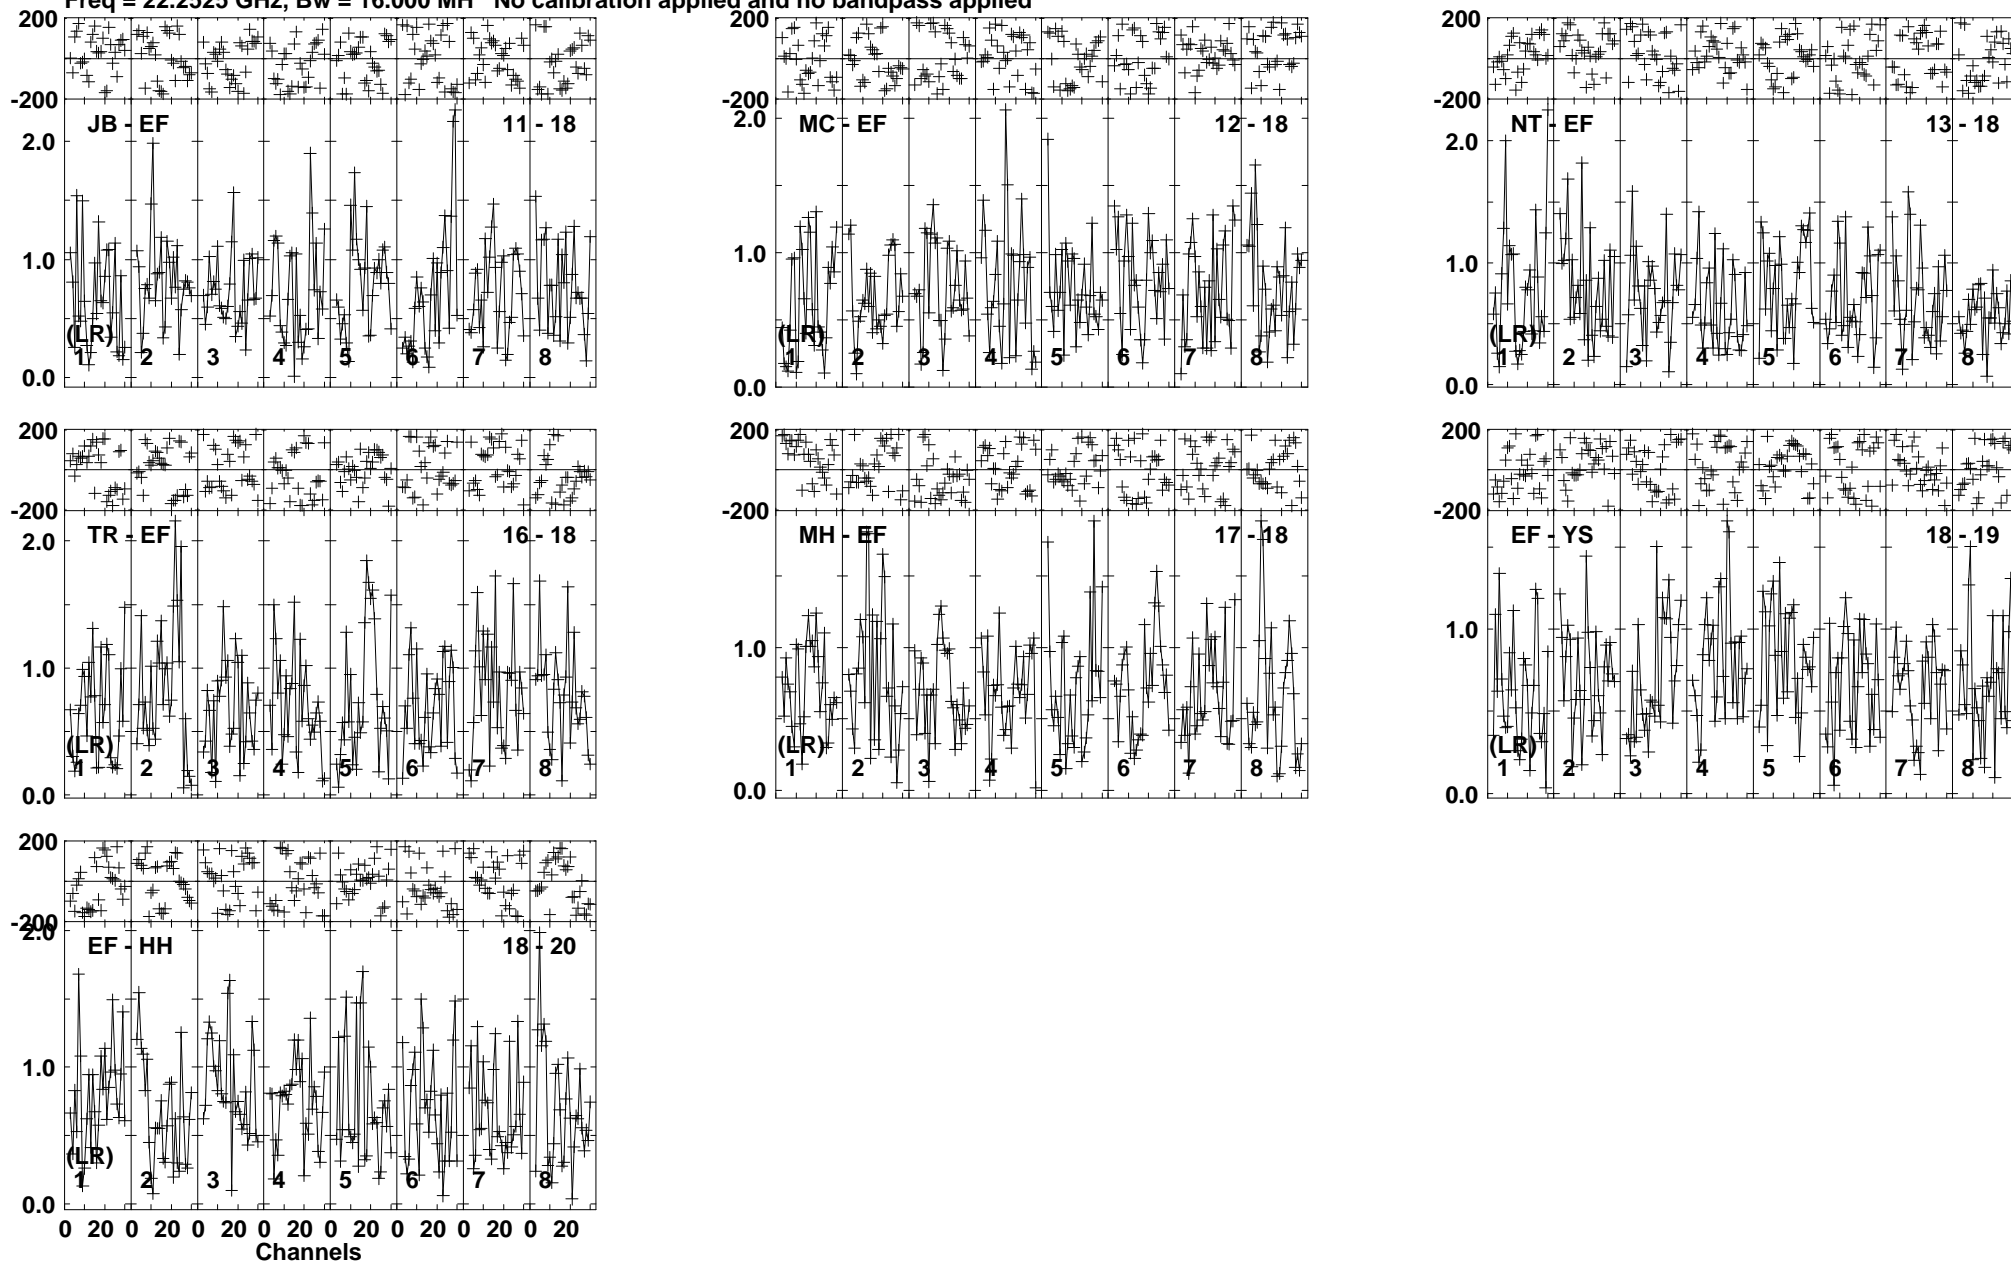 Freq = 22.2525 GHz, Bw = 16.000 MH   No calibration applied and no bandpass applied
200 200 200
-200 -200 -200
JB - EF 11 - 18 MC - EF 12 - 18 NT - EF 13 - 18
2.0 2.0 2.0
1.0 1.0 1.0
(LR) (LR) (LR)
1 2 3 4 5 6 7 8 1 2 3 4 5 6 7 8 1 2 3 4 5 6 7 8
0.0 0.0 0.0
200 200 200
-200 -200 -200
TR - EF 16 - 18 MH - EF 17 - 18 EF - YS 18 - 19
2.0
1.0 1.0 1.0
(LR) (LR) (LR)
1 2 3 4 5 6 7 8 1 2 3 4 5 6 7 8 1 2 3 4 5 6 7 8
0.0 0.0 0.0
200
-200
2.0
EF - HH 18 - 20
1.0
(LR)
1 2 3 4 5 6 7 8
0.0
0 20 0 20 0 20 0 20 0 20 0 20 0 20 0 20
Channels